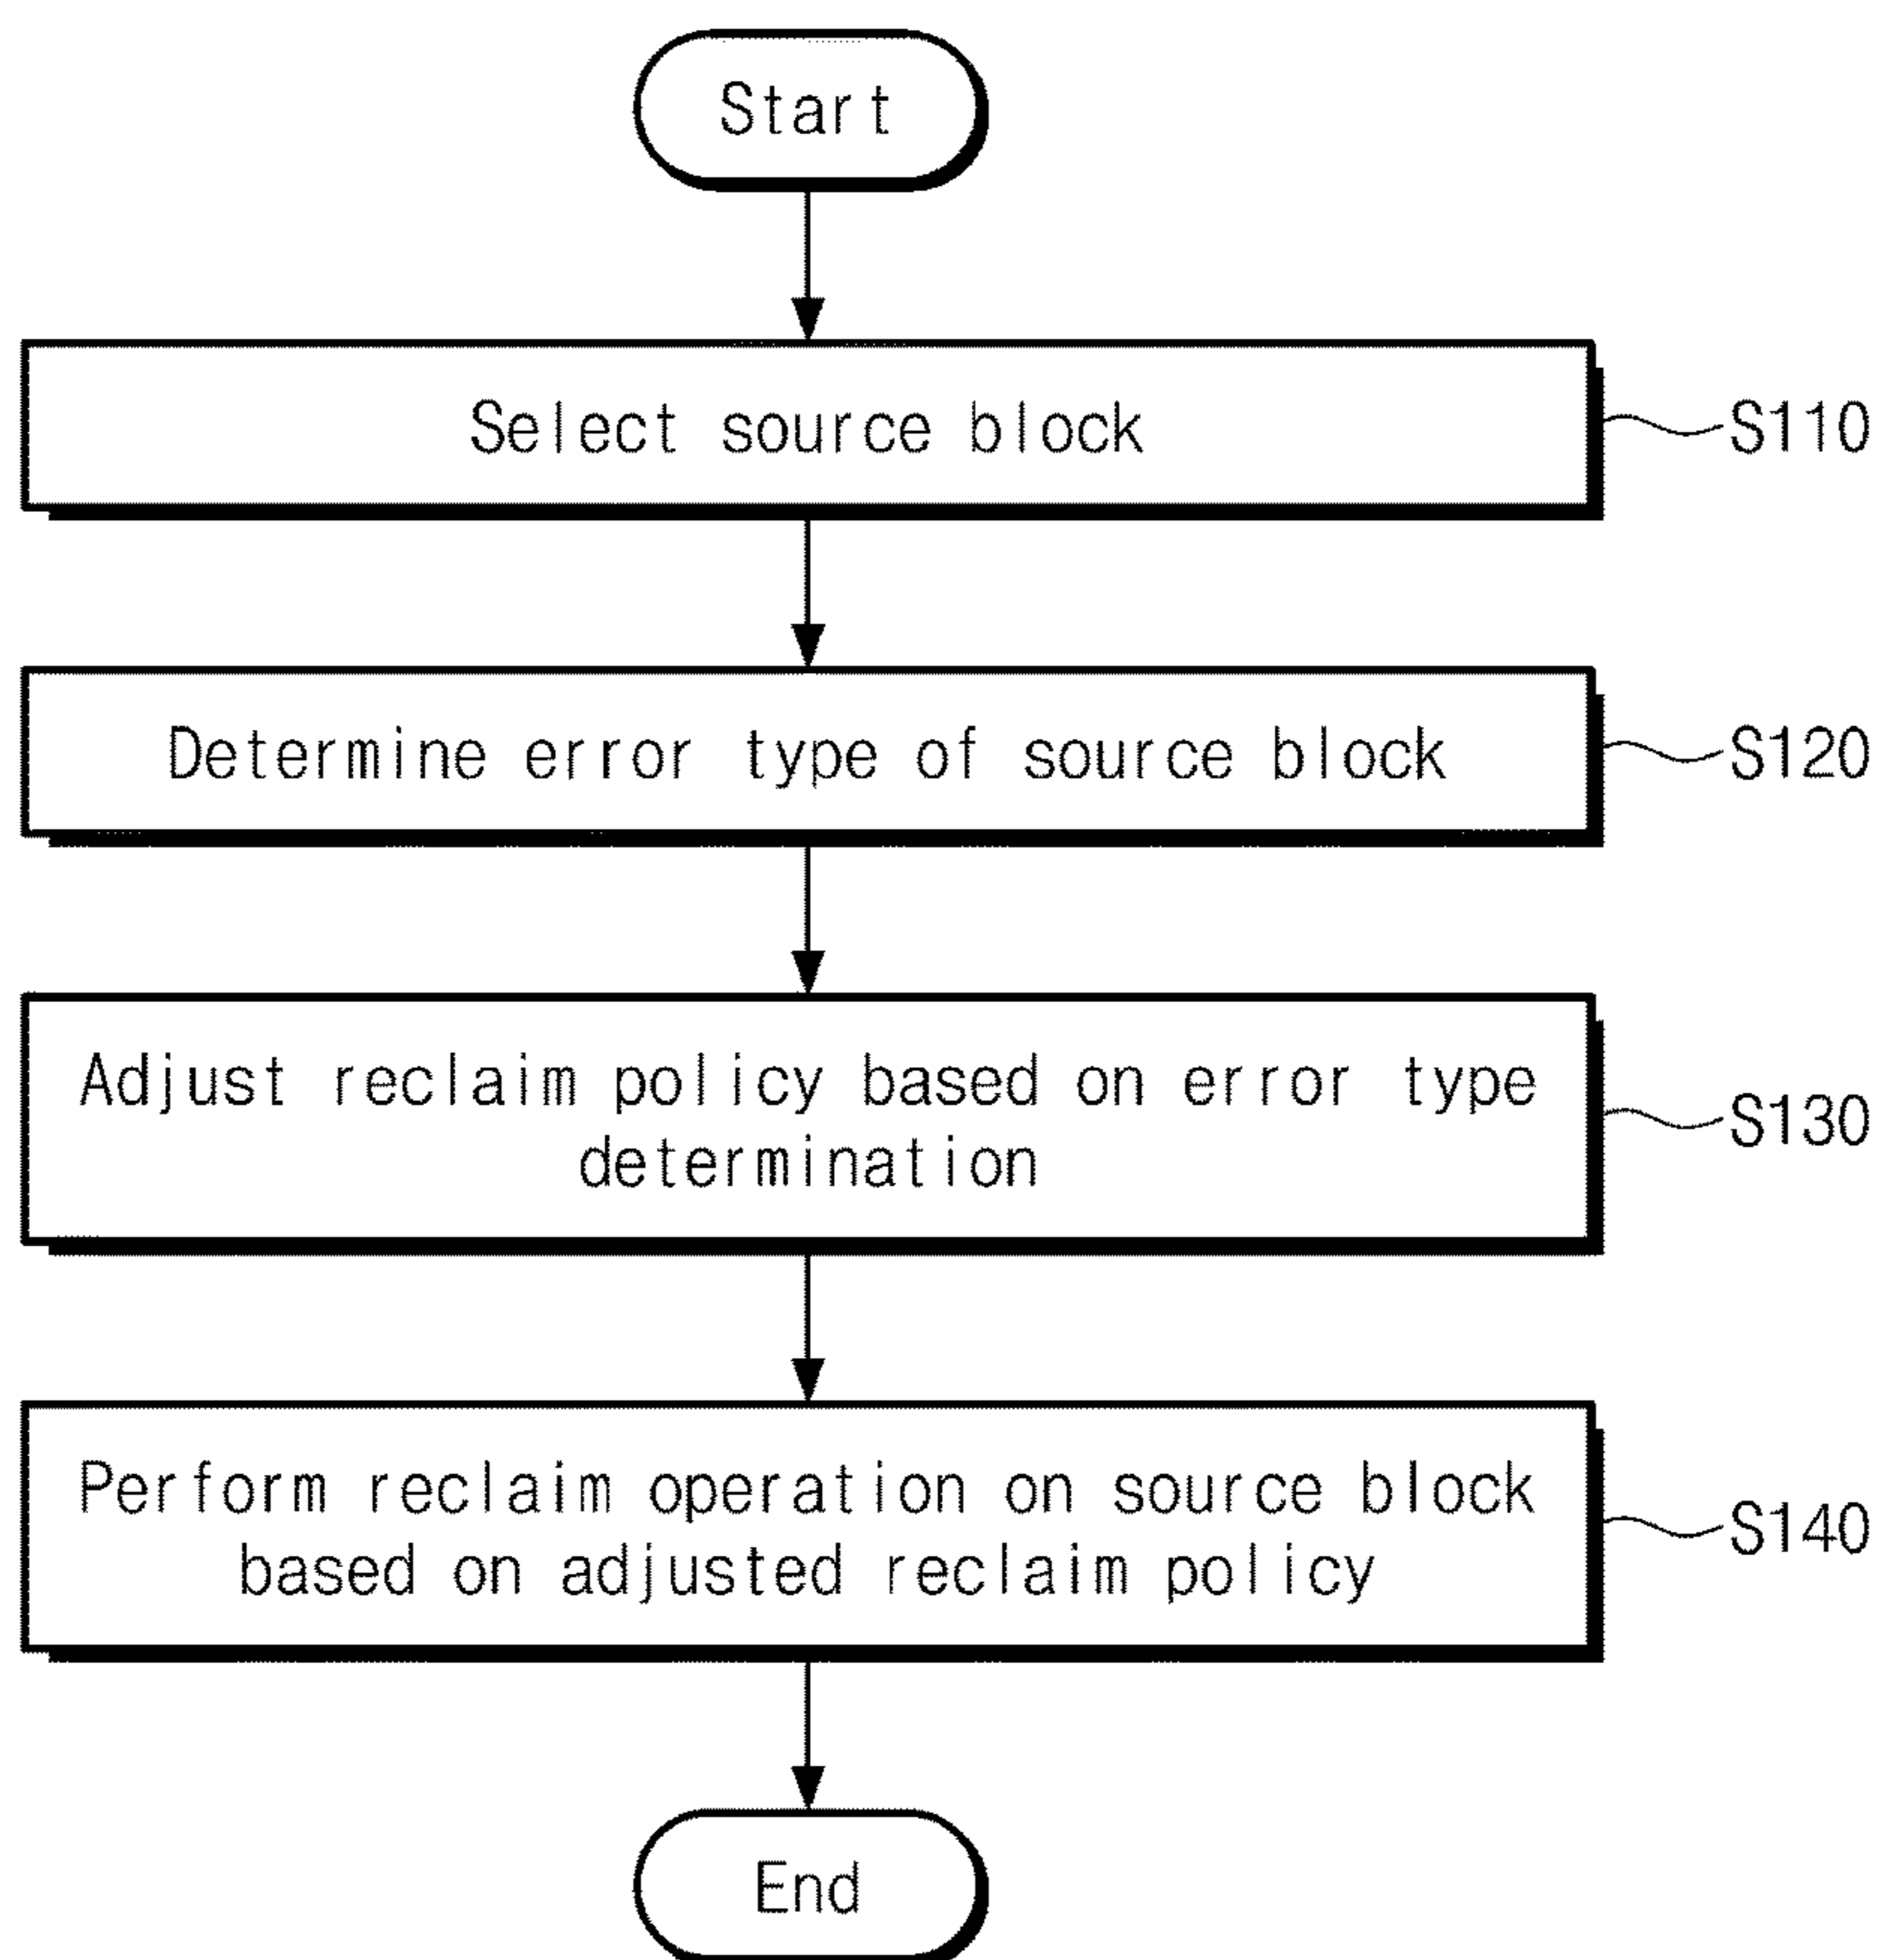 Start
Select source block
S110
Determine error type of source block
S120
Adjust reclaim policy based on error type
determination
S130
Perform reclaim operation on source block
based on adjusted reclaim policy
S140
End